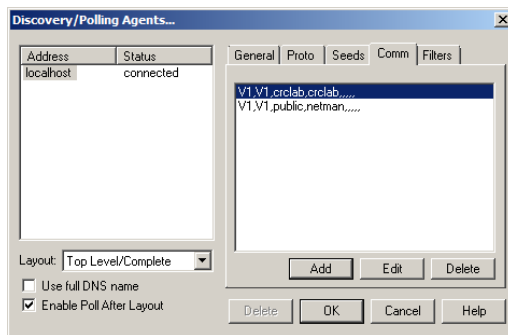 Discovery/Polling Agents...
Address Status
localhost connected
General Proto Seeds Comm Filters
V1,V1,crclab,crclab,,,,,
V1,V1,public,netman,,,,,
Layout: Top Level/Complete
Use full DNS name
Enable Poll After Layout
Add Edit Delete
Delete OK Cancel Help